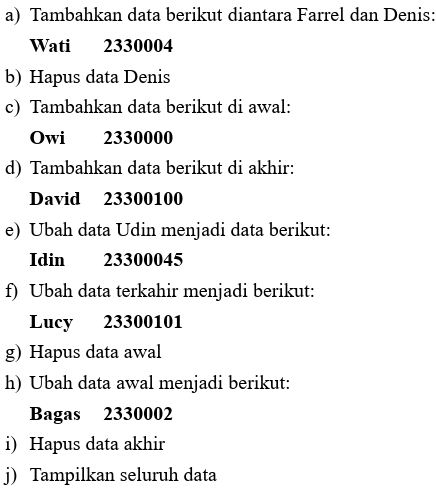 a) Tambahkan data berikut diantara Farrel dan Denis:
Wati 2330004
b) Hapus data Denis
c) Tambahkan data berikut di awal:
Owi 2330000
d) Tambahkan data berikut di akhir:
David 23300100
e) Ubah data Udin menjadi data berikut:
Idin 23300045
f) Ubah data terkahir menjadi berikut:
Lucy 23300101
g) Hapus data awal
h) Ubah data awal menjadi berikut:
Bagas 2330002
i) Hapus data akhir
j) Tampilkan seluruh data